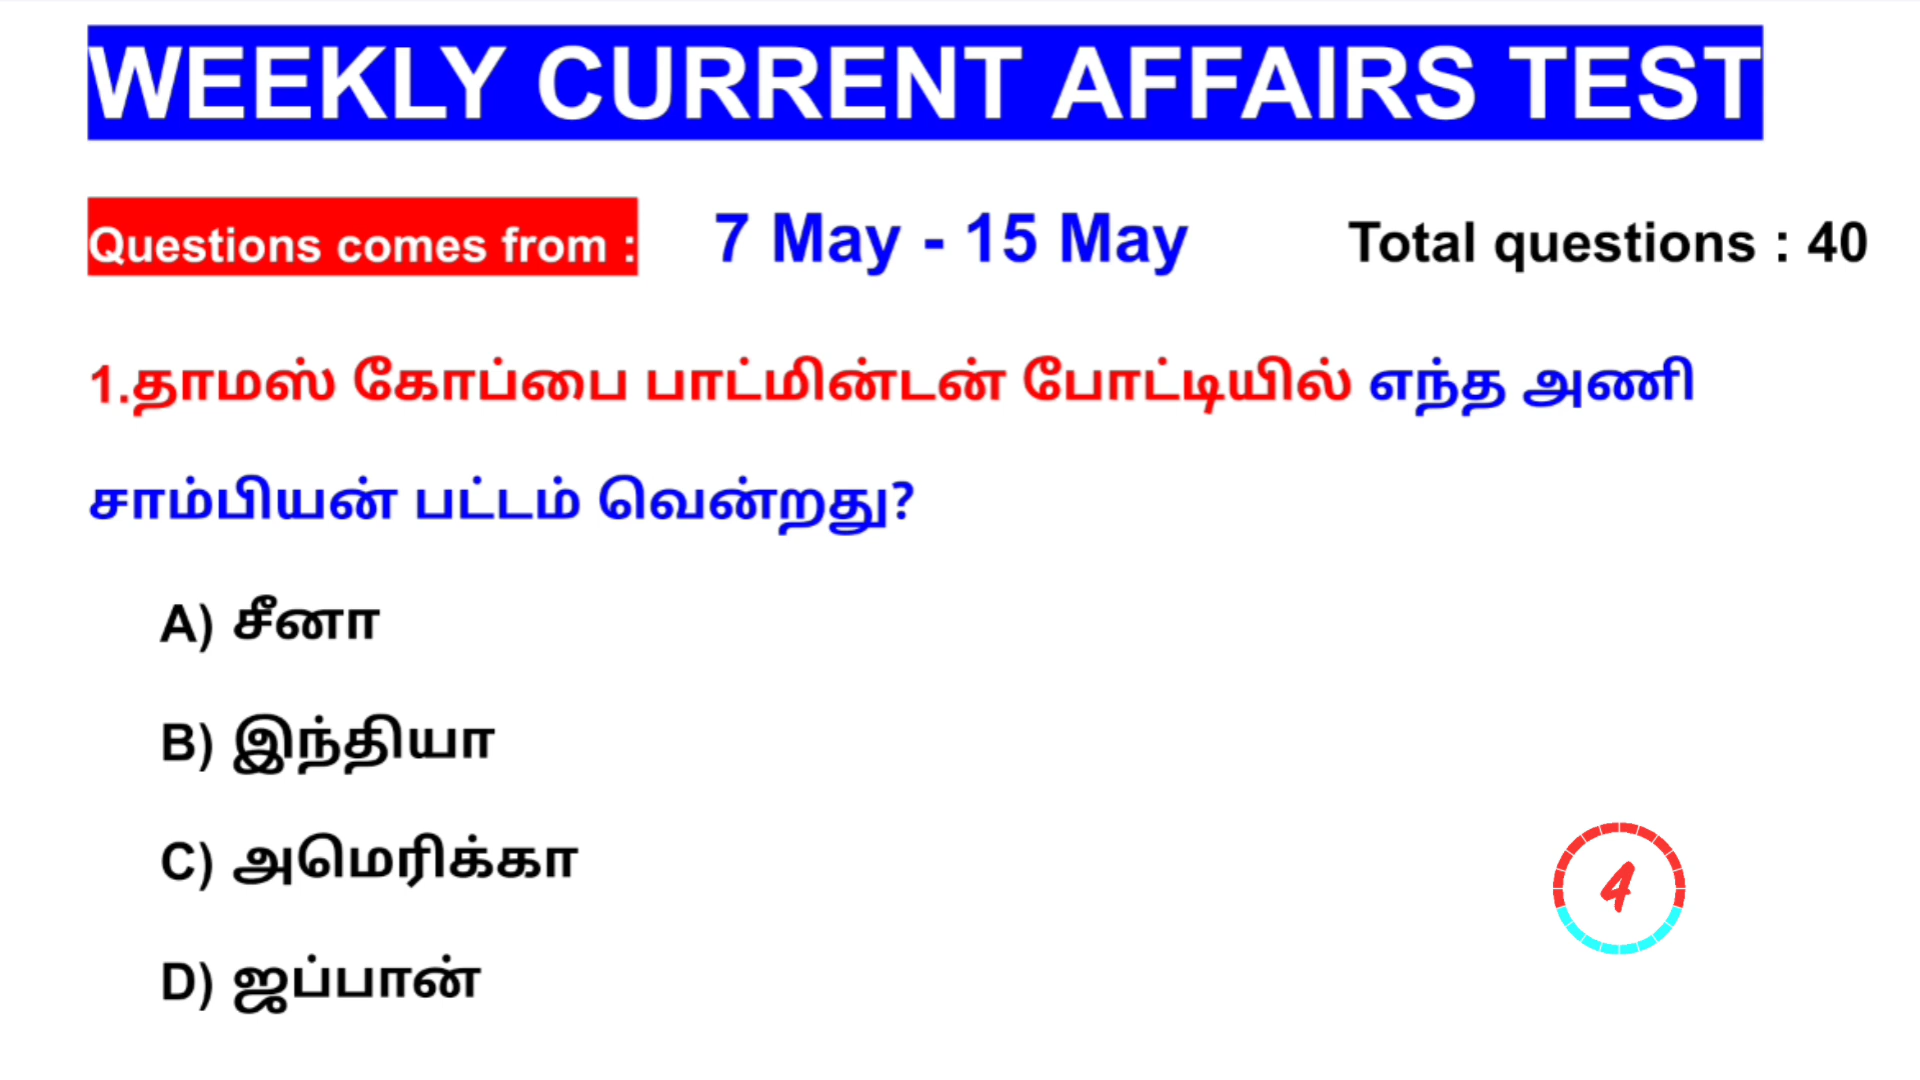 WEEKLY CURRENT AFFAIRS TEST
Questions comes from : 7 May - 15 May Total questions : 40
1.தாமஸ் கோப்பை பாட்மின்டன் போட்டியில் எந்த அணி
சாம்பியன் பட்டம் வென்றது?
A) சீனா
B) இந்தியா
C) அமெரிக்கா
4
D) ஜப்பான்